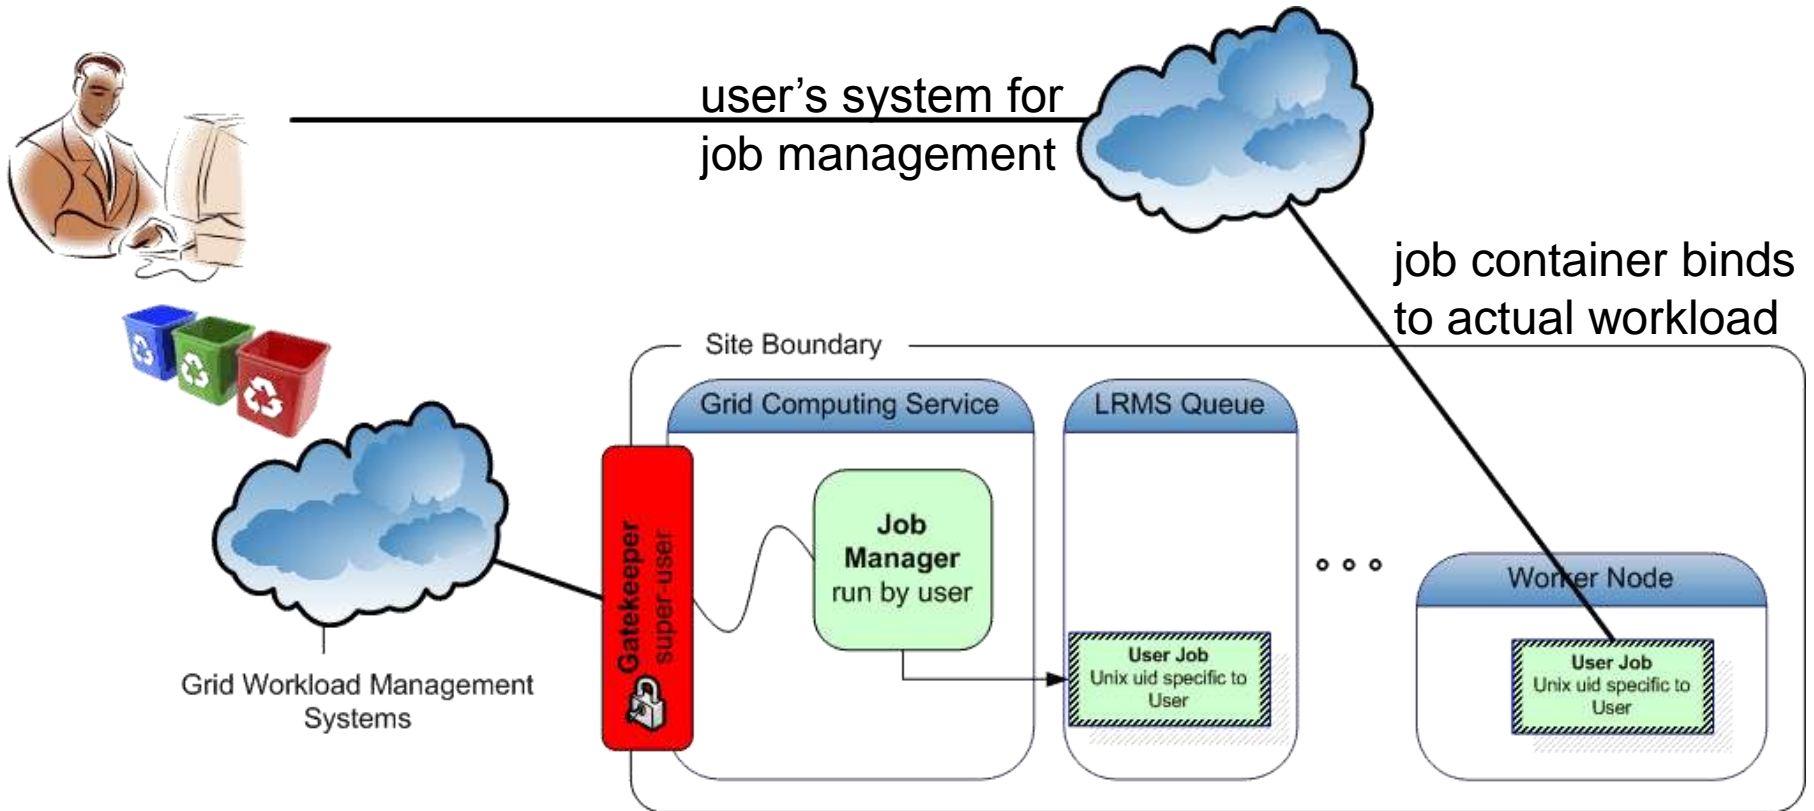 user's system for
job management
job container binds
to actual workload
Site Boundary
Grid Computing Service
LRMS Queue
Gatekeeper
super-user
Job
Manager
run by user
Worker Node
User Job
Unix uid specific to
User
User Job
Unix uid specific to
User
Grid Workload Management
Systems